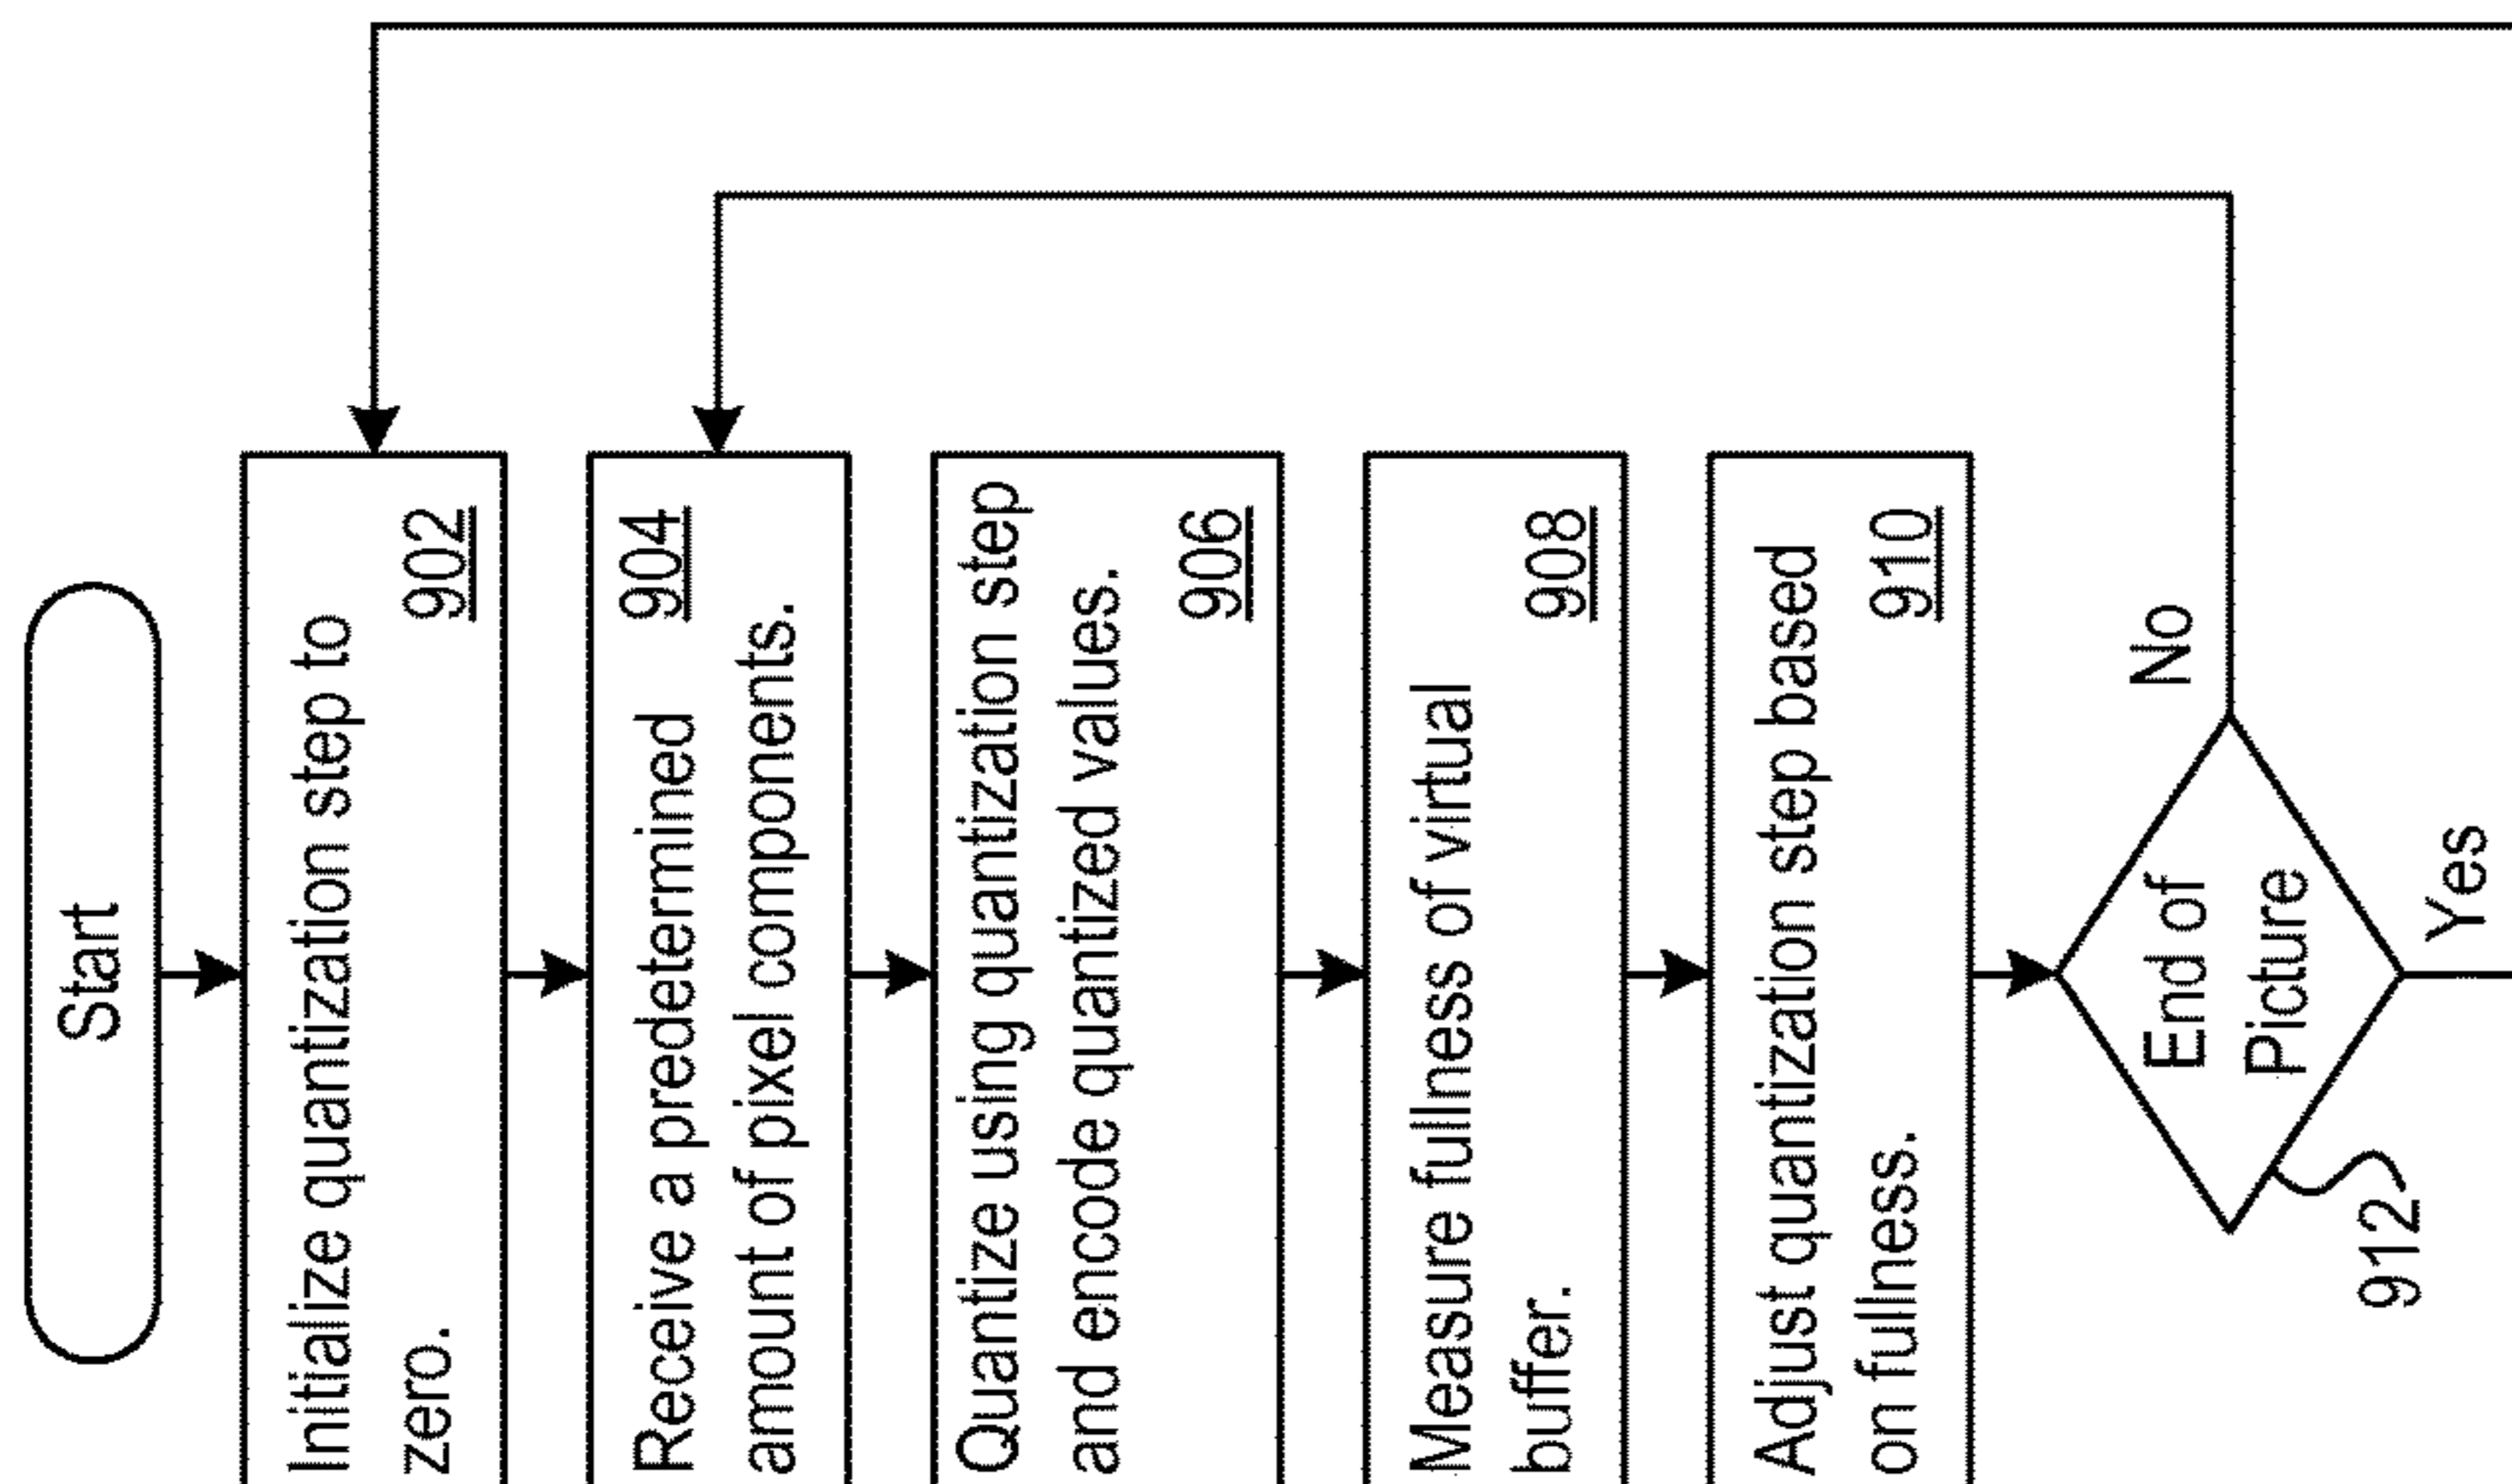 Start
Initialize quantization step to
zero. 902
Receive a predetermined 904
amount of pixel components.
Quantize using quantization step
and encode quantized values.
906
Measure fullness of virtual
buffer. 908
Adjust quantization step based
on fullness. 910
End of
Picture
No
Yes
912